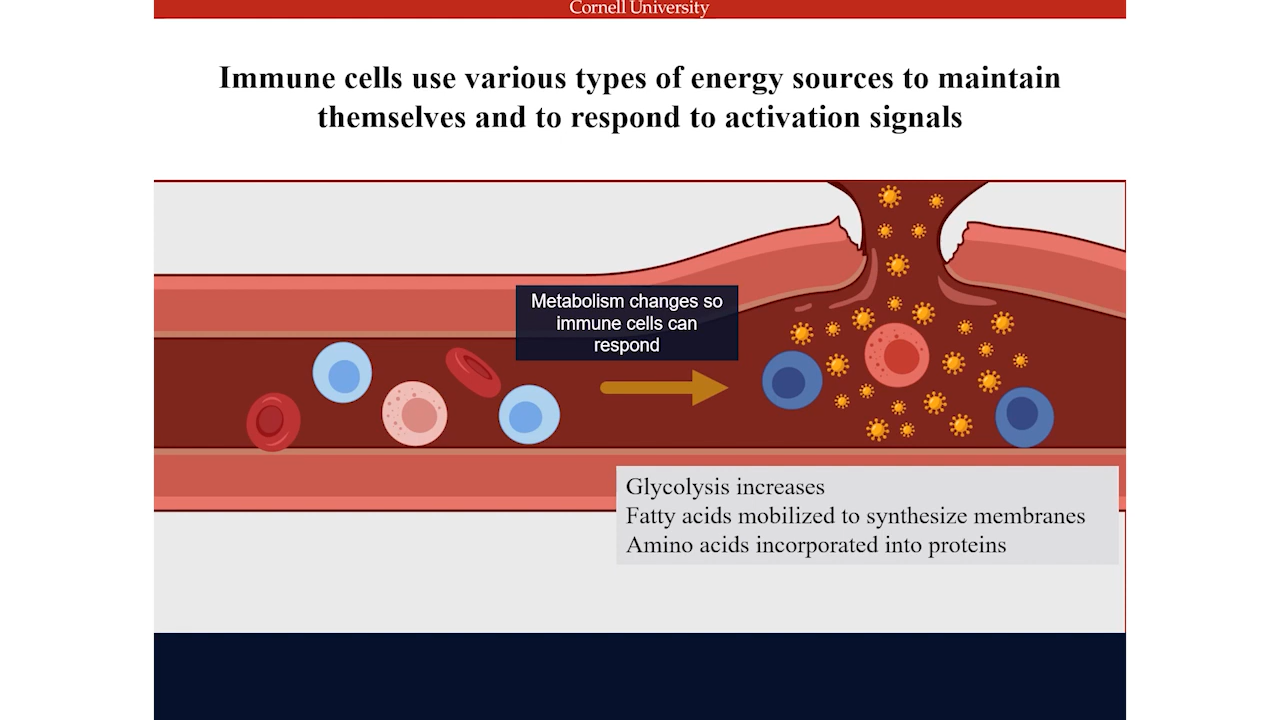 Cornell University
Immune cells use various types of energy sources to maintain
themselves and to respond to activation signals
Metabolism changes so
immune cells can
respond
Glycolysis increases
Fatty acids mobilized to synthesize membranes
Amino acids incorporated into proteins